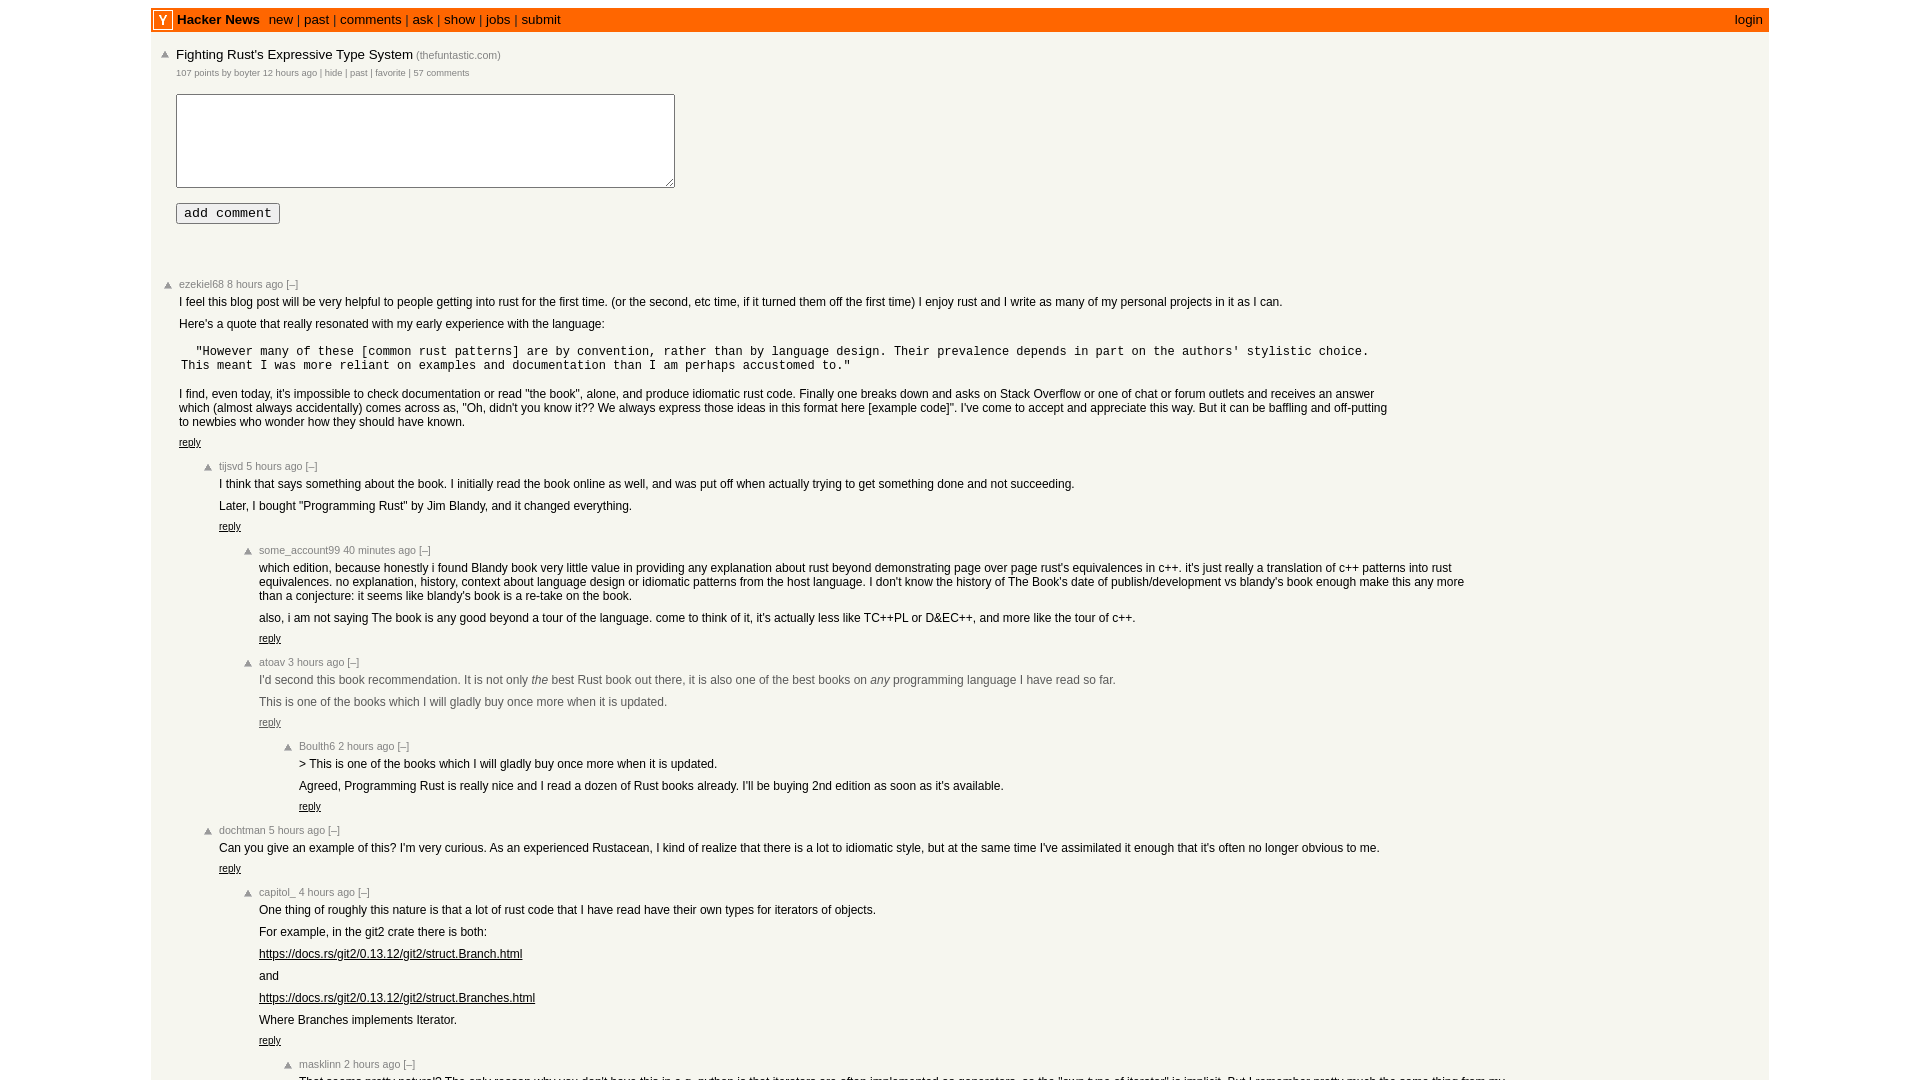 Y Hacker News new | past | comments | ask | show | jobs | submit login
Fighting Rust's Expressive Type System (thefuntastic.com)
107 points by boyter 12 hours ago | hide | past | favorite | 57 comments
add comment
ezekiel68 8 hours ago [–]
I feel this blog post will be very helpful to people getting into rust for the first time. (or the second, etc time, if it turned them off the first time) I enjoy rust and I write as many of my personal projects in it as I can.
Here's a quote that really resonated with my early experience with the language:
"However many of these [common rust patterns] are by convention, rather than by language design. Their prevalence depends in part on the authors' stylistic choice.
This meant I was more reliant on examples and documentation than I am perhaps accustomed to."
I find, even today, it's impossible to check documentation or read "the book", alone, and produce idiomatic rust code. Finally one breaks down and asks on Stack Overflow or one of chat or forum outlets and receives an answer
which (almost always accidentally) comes across as, "Oh, didn't you know it?? We always express those ideas in this format here [example code]". I've come to accept and appreciate this way. But it can be baffling and off-putting
to newbies who wonder how they should have known.
reply
tijsvd 5 hours ago [–]
I think that says something about the book. I initially read the book online as well, and was put off when actually trying to get something done and not succeeding.
Later, I bought "Programming Rust" by Jim Blandy, and it changed everything.
reply
some_account99 40 minutes ago [–]
which edition, because honestly i found Blandy book very little value in providing any explanation about rust beyond demonstrating page over page rust's equivalences in c++. it's just really a translation of c++ patterns into rust
equivalences. no explanation, history, context about language design or idiomatic patterns from the host language. I don't know the history of The Book's date of publish/development vs blandy's book enough make this any more
than a conjecture: it seems like blandy's book is a re-take on the book.
also, i am not saying The book is any good beyond a tour of the language. come to think of it, it's actually less like TC++PL or D&EC++, and more like the tour of c++.
reply
atoav 3 hours ago [–]
I'd second this book recommendation. It is not only the best Rust book out there, it is also one of the best books on any programming language I have read so far.
This is one of the books which I will gladly buy once more when it is updated.
reply
Boulth6 2 hours ago [–]
> This is one of the books which I will gladly buy once more when it is updated.
Agreed, Programming Rust is really nice and I read a dozen of Rust books already. I'll be buying 2nd edition as soon as it's available.
reply
dochtman 5 hours ago [–]
Can you give an example of this? I'm very curious. As an experienced Rustacean, I kind of realize that there is a lot to idiomatic style, but at the same time I've assimilated it enough that it's often no longer obvious to me.
reply
capitol_ 4 hours ago [–]
One thing of roughly this nature is that a lot of rust code that I have read have their own types for iterators of objects.
For example, in the git2 crate there is both:
https://docs.rs/git2/0.13.12/git2/struct.Branch.html
and
https://docs.rs/git2/0.13.12/git2/struct.Branches.html
Where Branches implements Iterator.
reply
masklinn 2 hours ago [–]